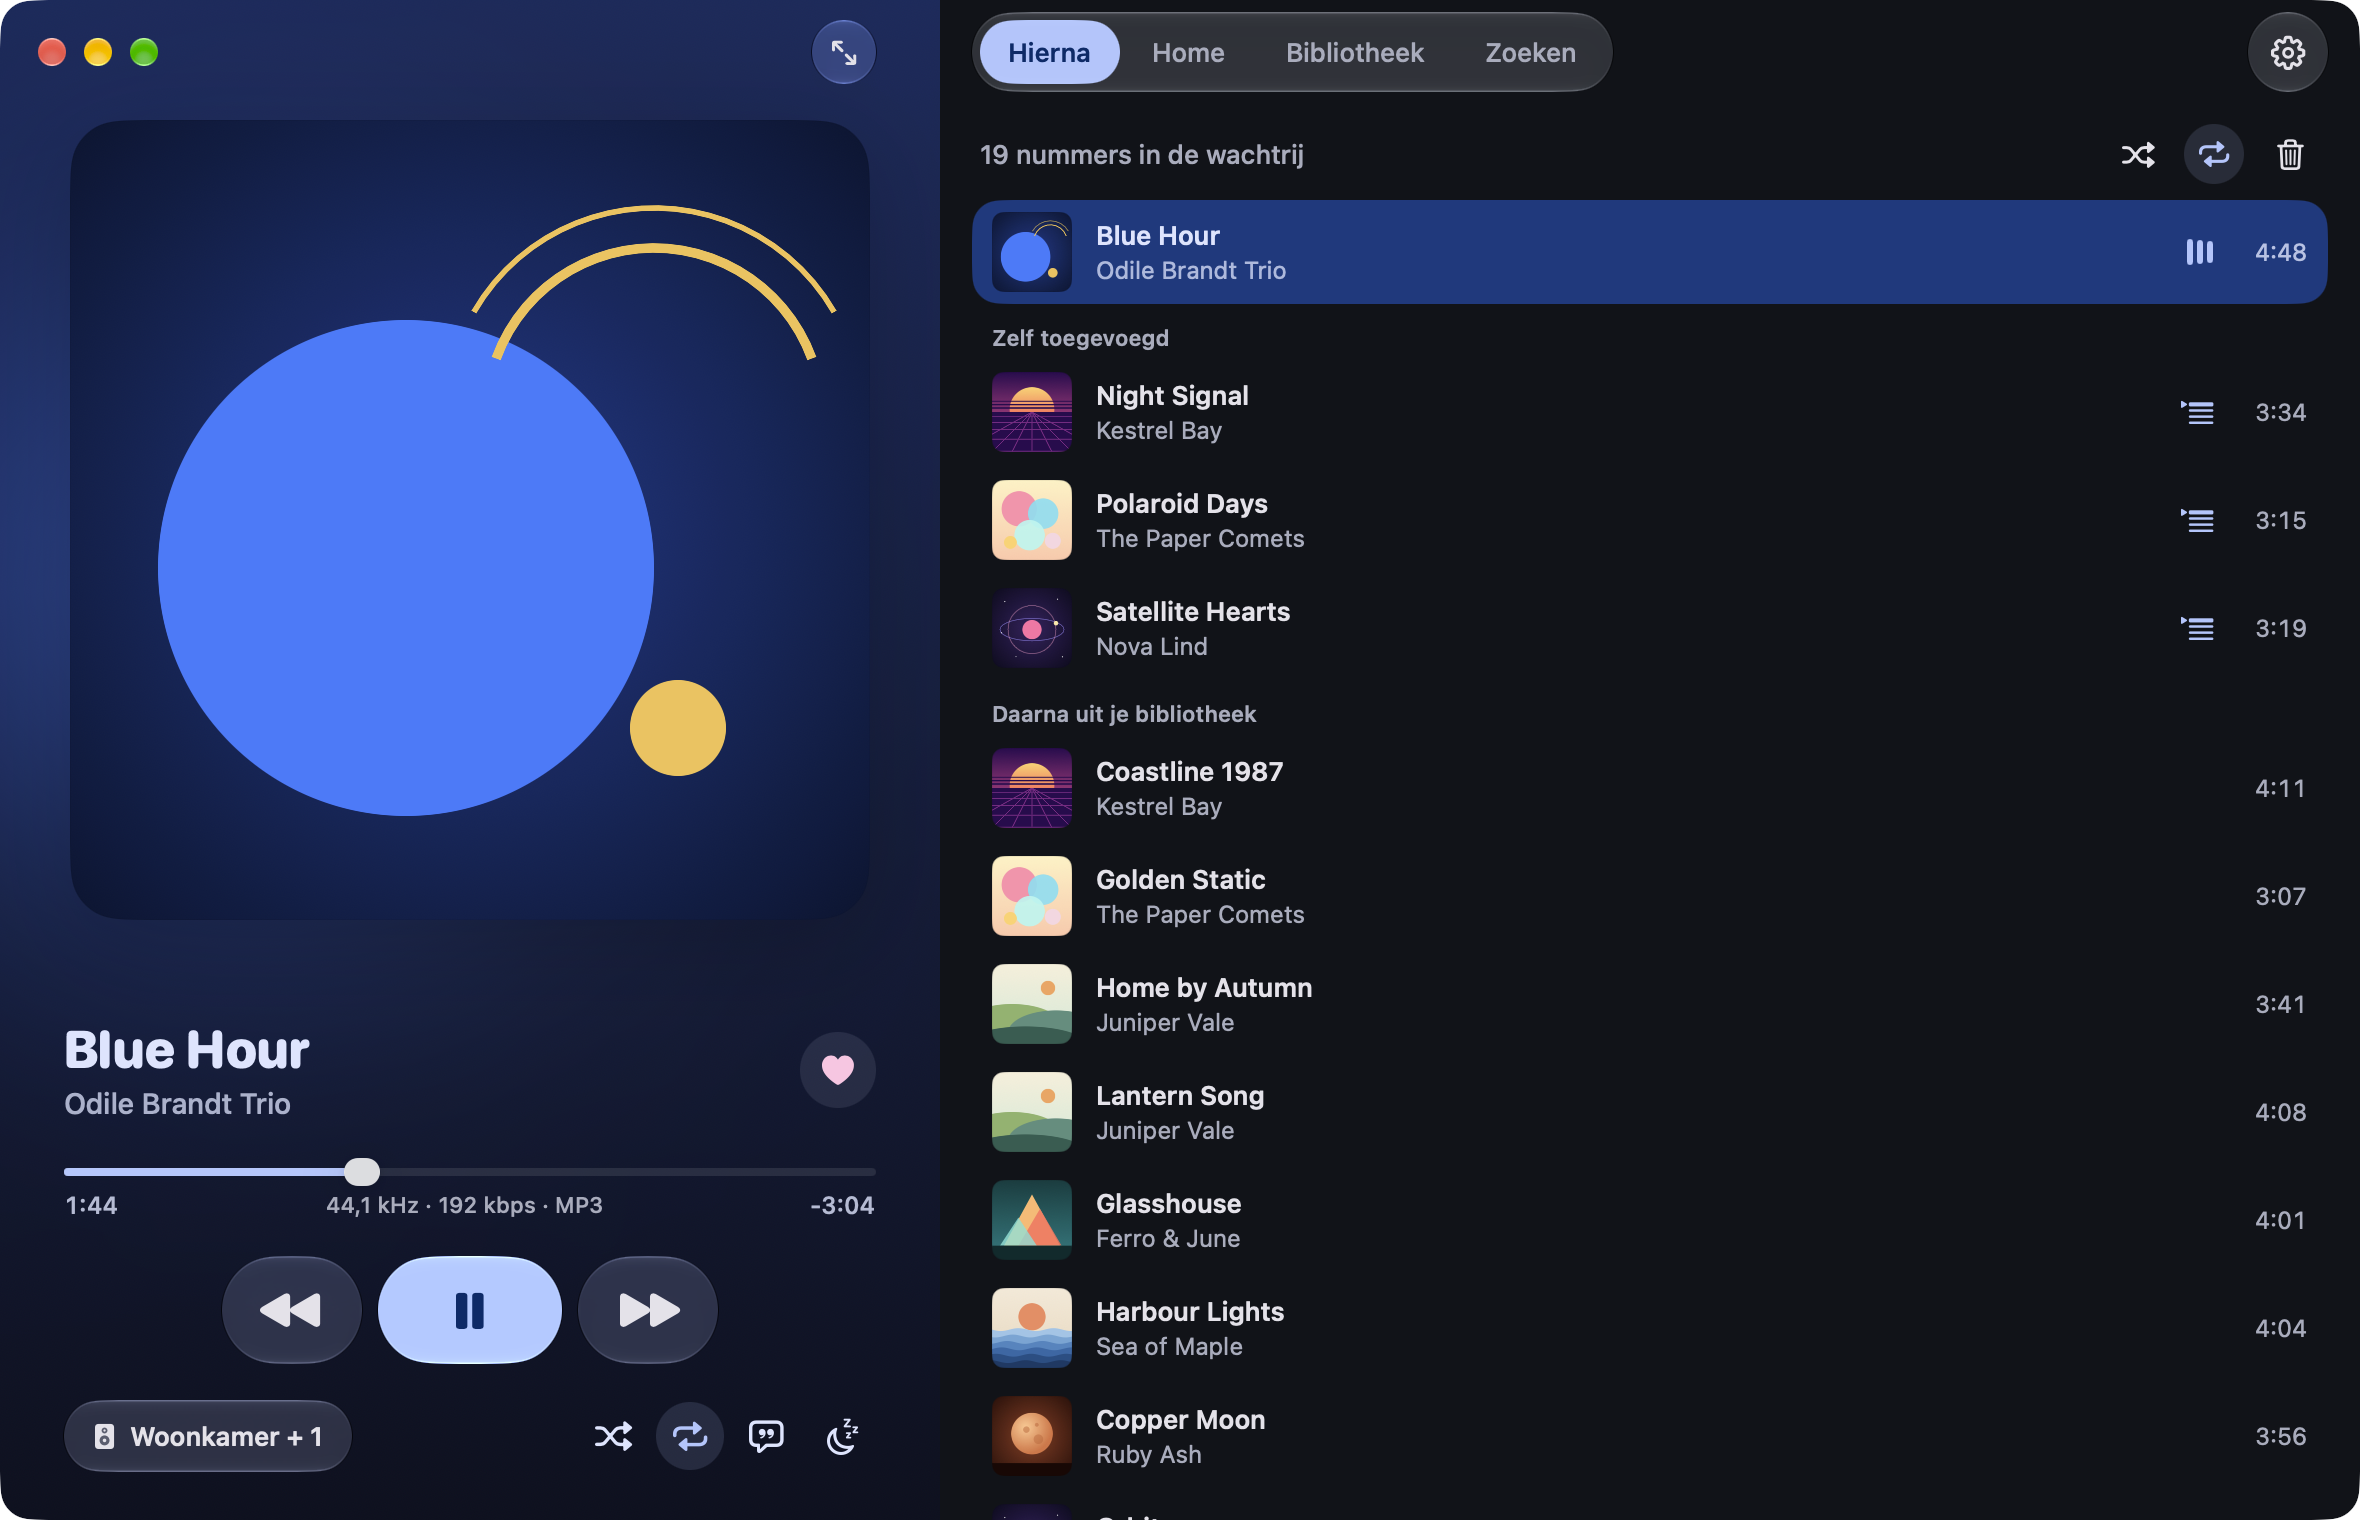 Blue Hour
Odile Brandt Trio
1:44
44,1 kHz · 192 kbps · MP3
-3:04
Woonkamer + 1
Hierna
Home
Bibliotheek
Zoeken
19 nummers in de wachtrij
Blue Hour
Odile Brandt Trio
4:48
Zelf toegevoegd
Night Signal
Kestrel Bay
3:34
Polaroid Days
The Paper Comets
3:15
Satellite Hearts
Nova Lind
3:19
Daarna uit je bibliotheek
Coastline 1987
Kestrel Bay
4:11
Golden Static
The Paper Comets
3:07
Home by Autumn
Juniper Vale
3:41
Lantern Song
Juniper Vale
4:08
Glasshouse
Ferro & June
4:01
Harbour Lights
Sea of Maple
4:04
Copper Moon
Ruby Ash
3:56